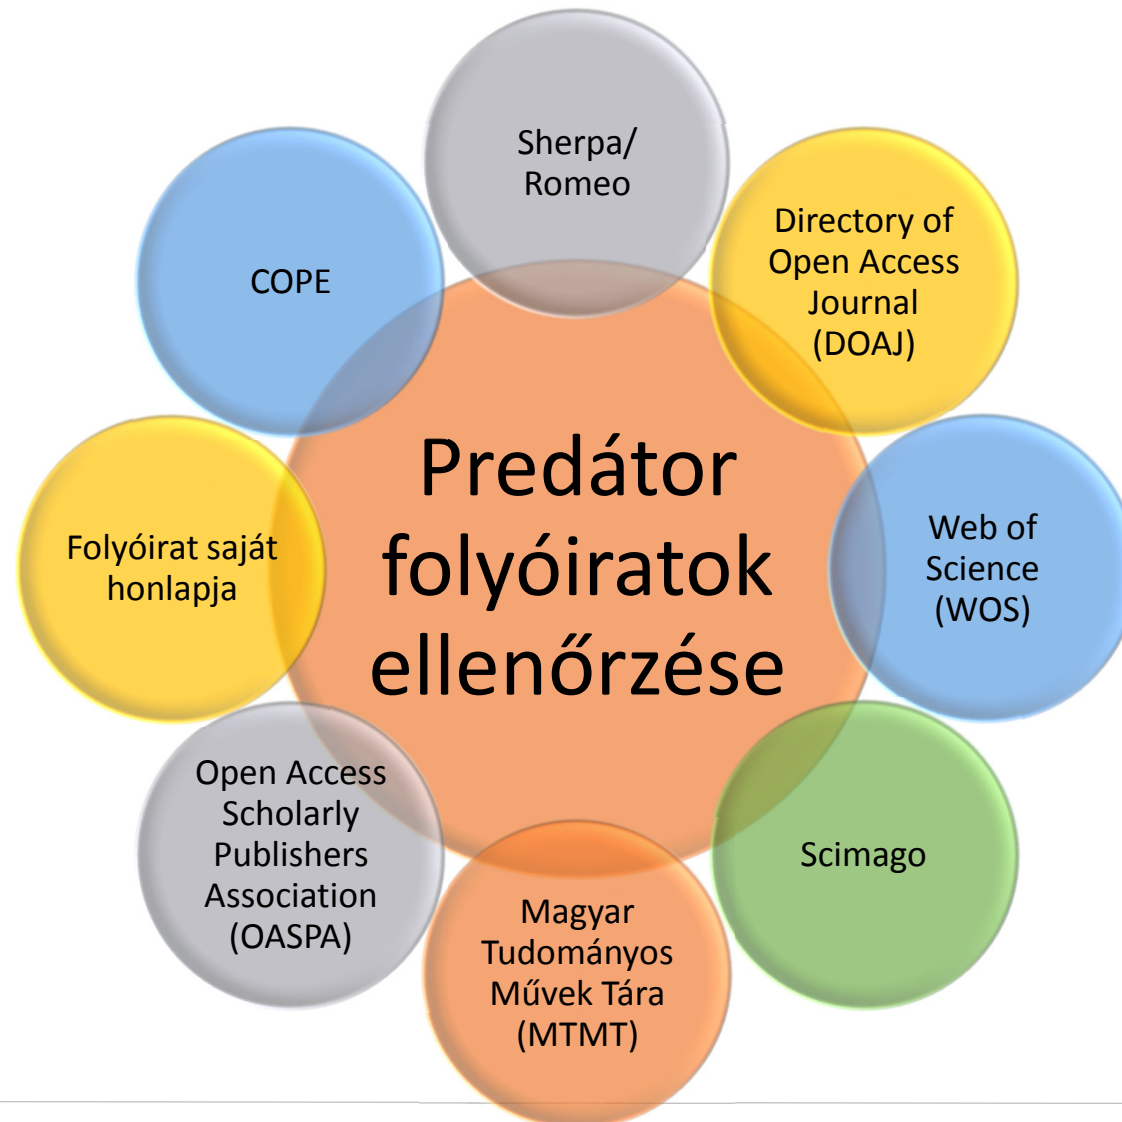 Sherpa/
Romeo
Directory of
Open Access
Journal
(DOAJ)
Web of
Science
(WOS)
Scimago
Magyar
Tudományos
Művek Tára
(MTMT)
Open Access
Scholarly
Publishers
Association
(OASPA)
Folyóirat saját
honlapja
COPE
Predátor
folyóiratok
ellenőrzése